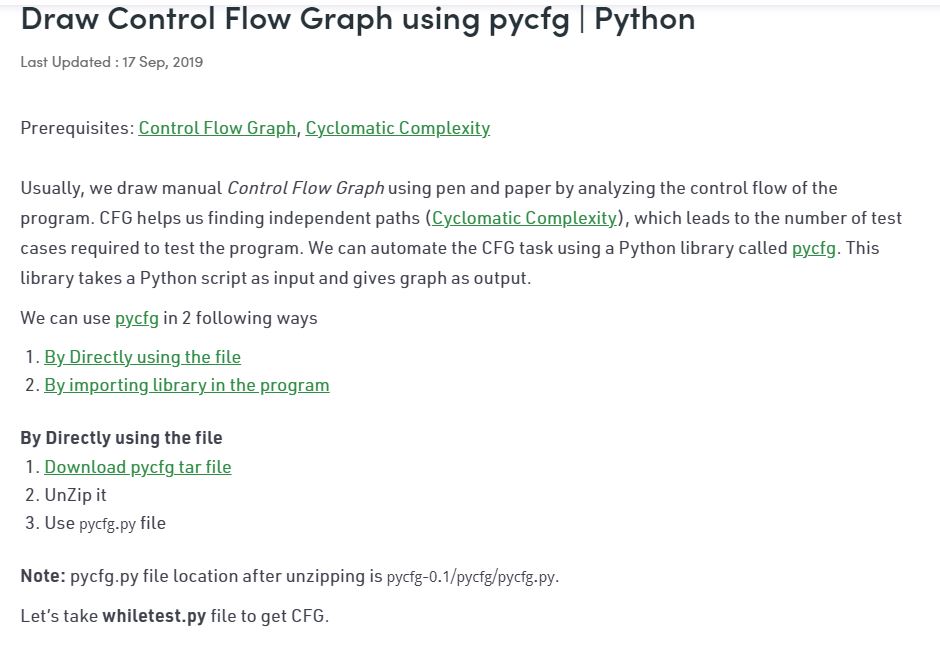 Draw Control Flow Graph using pycfg | Python
Last Updated : 17 Sep, 2019
Prerequisites: Control Flow Graph, Cyclomatic Complexity
Usually, we draw manual Control Flow Graph using pen and paper by analyzing the control flow of the
program. CFG helps us finding independent paths (Cyclomatic Complexity), which leads to the number of test
cases required to test the program. We can automate the CFG task using a Python library called pycfg. This
library takes a Python script as input and gives graph as output.
We can use pycfg in 2 following ways
1. By Directly using the file
2. By importing library in the program
By Directly using the file
1. Download pycfg tar file
2. UnZip it
3. Use pycfg.py file
Note: pycfg.py file location after unzipping is pycfg-0.1/pycfg/pycfg.py.
Let's take whiletest.py file to get CFG.